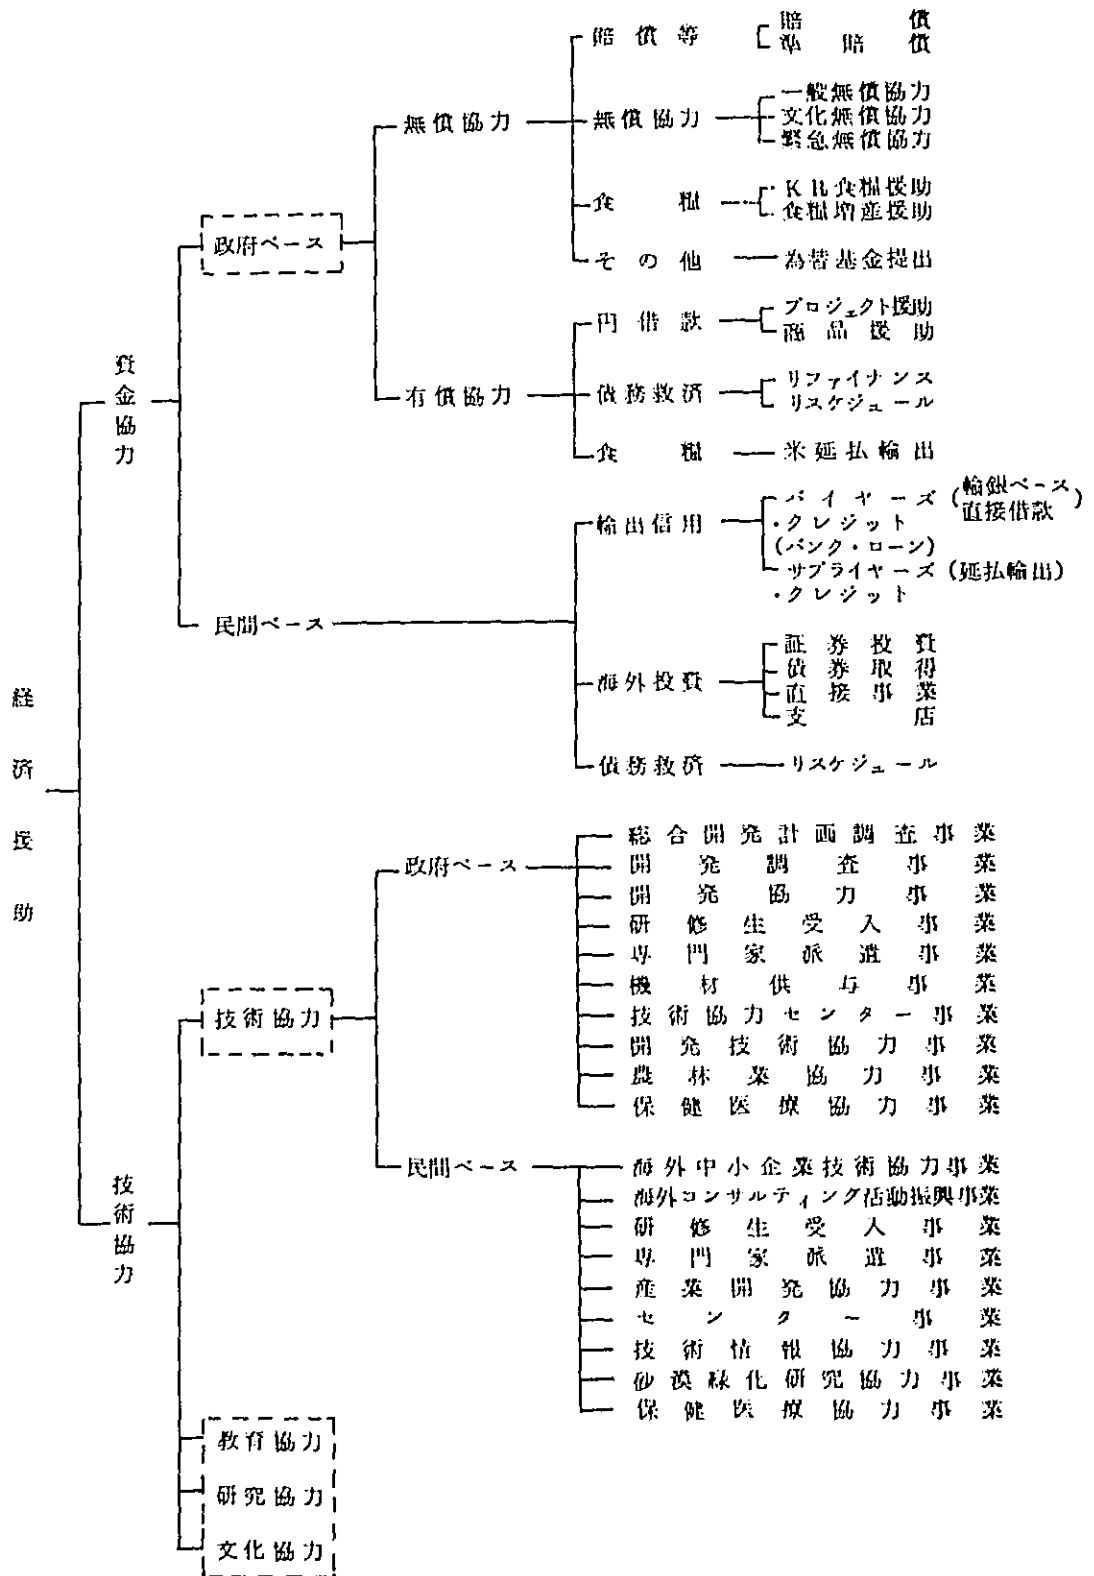 経済援助
資金協力
政府ベース
無償協力
賠償等
賠償
準賠償
無償協力
一般無償協力
文化無償協力
緊急無償協力
食糧
KR食糧援助
食糧増産援助
その他
為替基金提出
有償協力
円借款
プロジェクト援助
商品援助
債務救済
リファイナンス
リスケジュール
食糧
米延払輸出
民間ベース
輸出信用
バイヤーズ・クレジット
(バンク・ローン)
(輸銀ベース直接借款)
サプライヤーズ・クレジット
(延払輸出)
海外投資
証券投資
債券取得
直接事業
支店
債務救済
リスケジュール
技術協力
技術協力
政府ベース
総合開発計画調査事業
開発調査事業
開発協力事業
研修生受入事業
専門家派遣事業
機材供与事業
技術協力センター事業
開発技術協力事業
農林業協力事業
保健医療協力事業
民間ベース
海外中小企業技術協力事業
海外コンサルティング活動振興事業
研修生受入事業
専門家派遣事業
産業開発協力事業
センター事業
技術情報協力事業
砂漠緑化研究協力事業
保健医療協力事業
教育協力
研究協力
文化協力